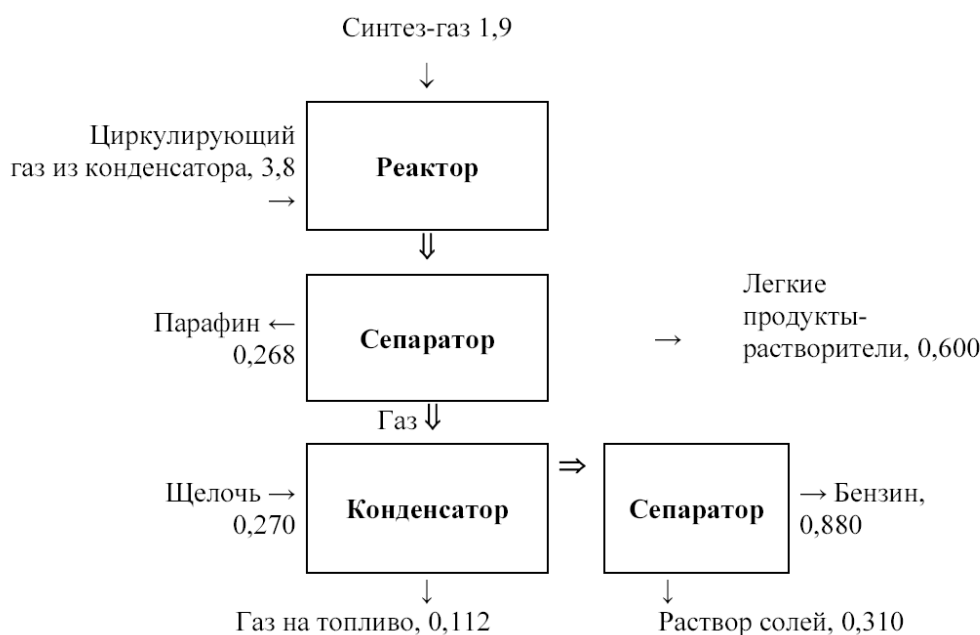 Синтез-газ 1,9
↓
Циркулирующий
газ из конденсатора, 3,8
→
Реактор
⇓
Парафин ←
0,268
Сепаратор
→
Легкие
продукты-
растворители, 0,600
Газ ⇓
Щелочь →
0,270
Конденсатор
⇒
Сепаратор
→ Бензин,
0,880
↓
Газ на топливо, 0,112
↓
Раствор солей, 0,310